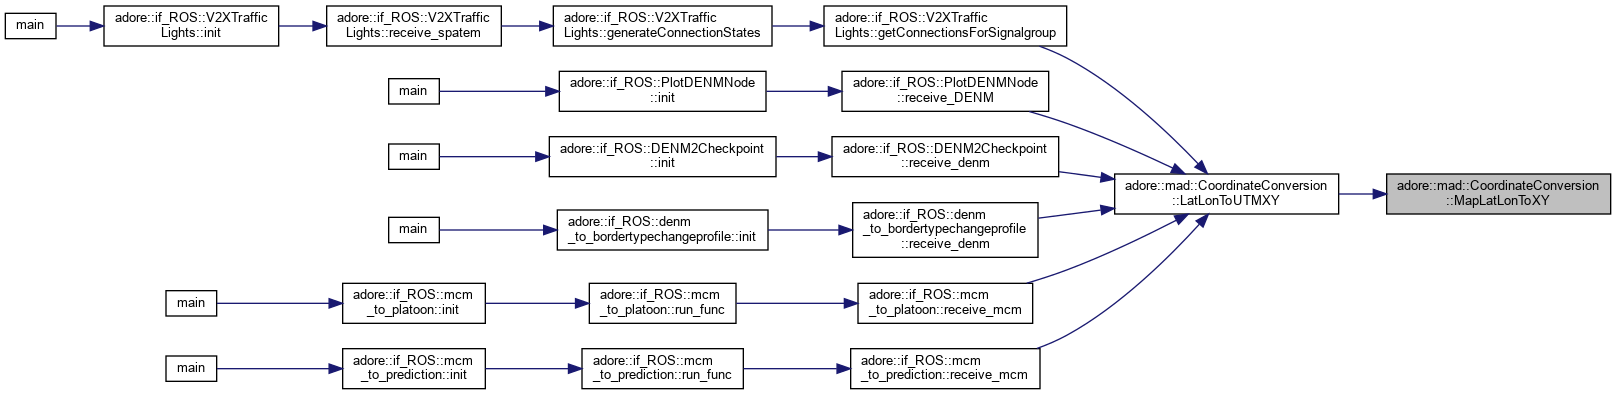 main
adore::if_ROS::V2XTraffic
Lights::init
adore::if_ROS::V2XTraffic
Lights::receive_spatem
adore::if_ROS::V2XTraffic
Lights::generateConnectionStates
adore::if_ROS::V2XTraffic
Lights::getConnectionsForSignalgroup
main
adore::if_ROS::PlotDENMNode
::init
adore::if_ROS::PlotDENMNode
::receive_DENM
main
adore::if_ROS::DENM2Checkpoint
::init
adore::if_ROS::DENM2Checkpoint
::receive_denm
adore::mad::CoordinateConversion
::LatLonToUTMXY
adore::mad::CoordinateConversion
::MapLatLonToXY
main
adore::if_ROS::denm
_to_bordertypechangeprofile::init
adore::if_ROS::denm
_to_bordertypechangeprofile
::receive_denm
main
adore::if_ROS::mcm
_to_platoon::init
adore::if_ROS::mcm
_to_platoon::run_func
adore::if_ROS::mcm
_to_platoon::receive_mcm
main
adore::if_ROS::mcm
_to_prediction::init
adore::if_ROS::mcm
_to_prediction::run_func
adore::if_ROS::mcm
_to_prediction::receive_mcm